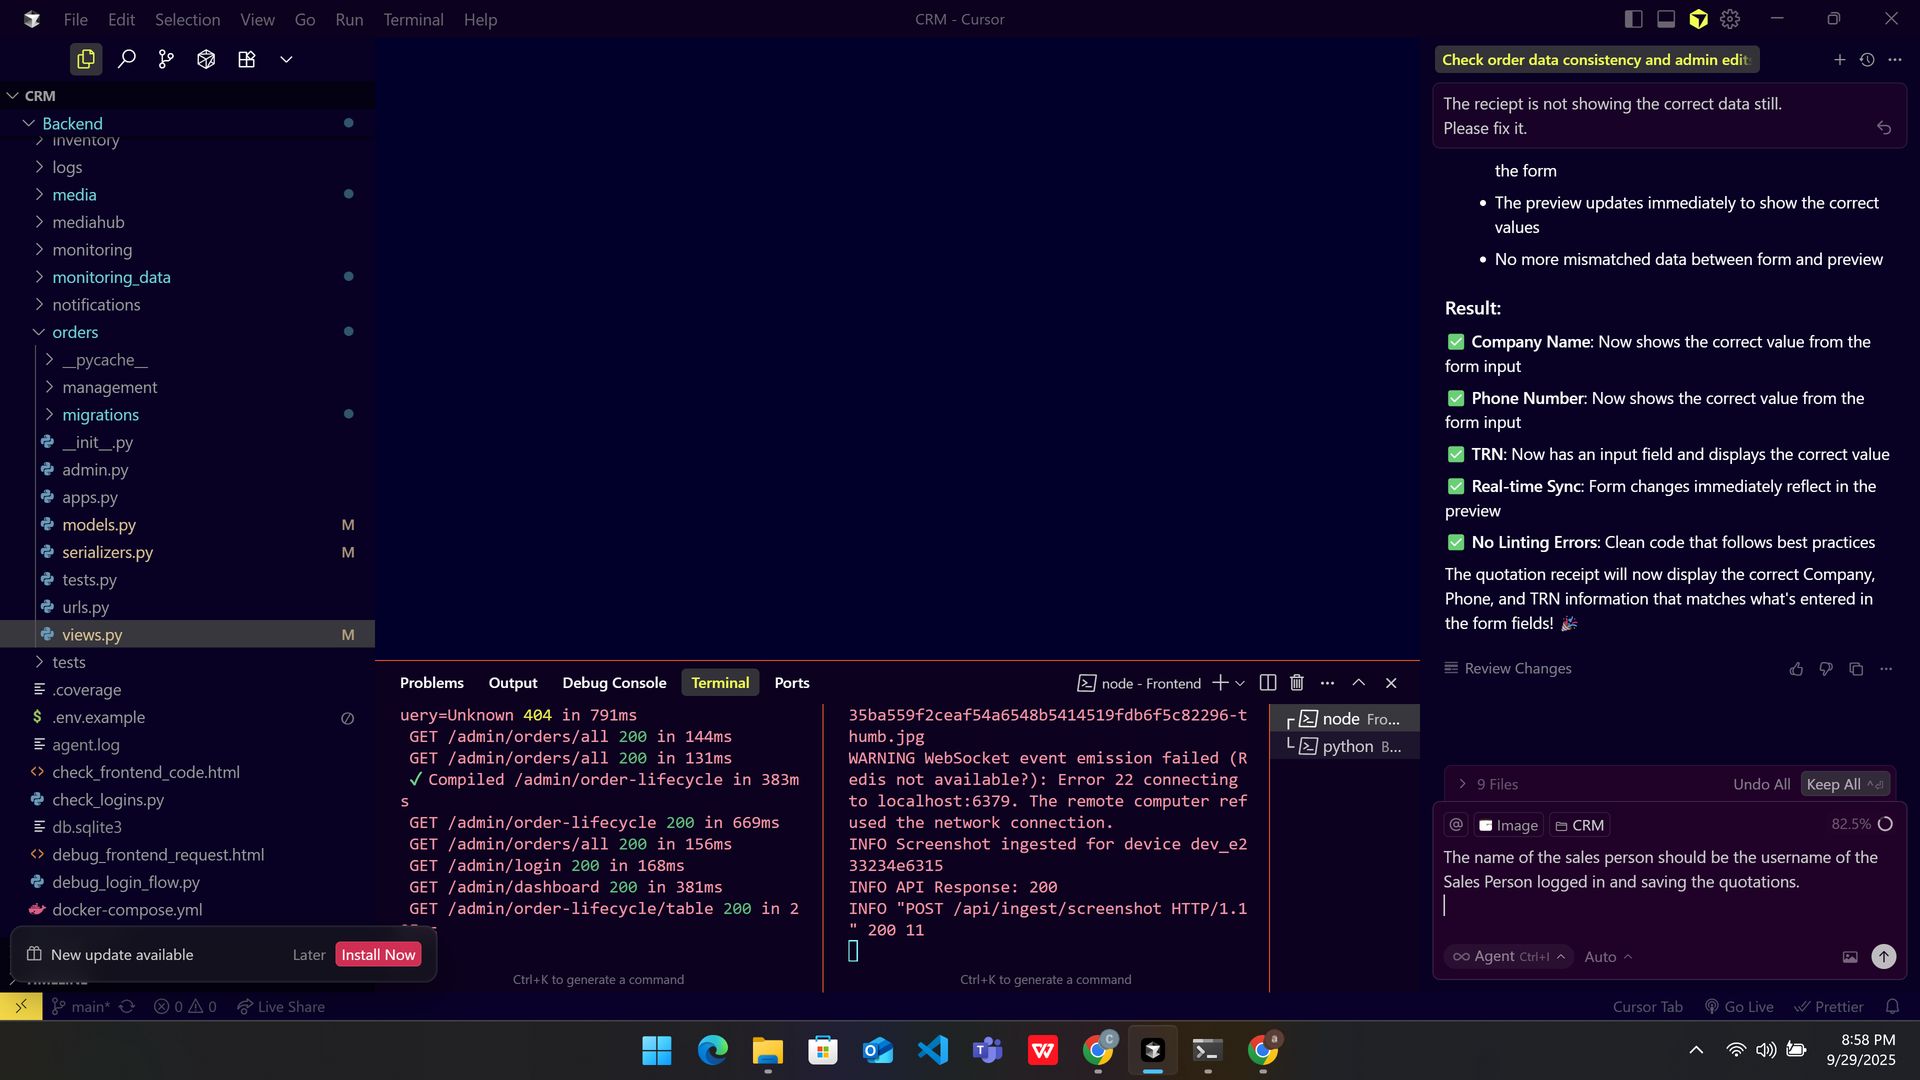 File Edit Selection View Go Run Terminal Help
CRM - Cursor
CRM
Backend
inventory
logs
media
mediahub
monitoring
monitoring_data
notifications
orders
__pycache__
management
migrations
__init__.py
admin.py
apps.py
models.py M
serializers.py M
tests.py
urls.py
views.py M
tests
.coverage
.env.example
agent.log
check_frontend_code.html
check_logins.py
db.sqlite3
debug_frontend_request.html
debug_login_flow.py
docker-compose.yml
New update available Later Install Now
TIMELINE
Problems Output Debug Console Terminal Ports
node - Frontend
uery=Unknown 404 in 791ms
GET /admin/orders/all 200 in 144ms
GET /admin/orders/all 200 in 131ms
✓ Compiled /admin/order-lifecycle in 383m
s
GET /admin/order-lifecycle 200 in 669ms
GET /admin/orders/all 200 in 156ms
GET /admin/login 200 in 168ms
GET /admin/dashboard 200 in 381ms
GET /admin/order-lifecycle/table 200 in 2
Ctrl+K to generate a command
35ba559f2ceaf54a6548b5414519fdb6f5c82296-t
humb.jpg
WARNING WebSocket event emission failed (R
edis not available?): Error 22 connecting
to localhost:6379. The remote computer ref
used the network connection.
INFO Screenshot ingested for device dev_e2
33234e6315
INFO API Response: 200
INFO "POST /api/ingest/screenshot HTTP/1.1
" 200 11
Ctrl+K to generate a command
node Fro...
python B...
Check order data consistency and admin edit
The reciept is not showing the correct data still.
Please fix it.
the form
• The preview updates immediately to show the correct
values
• No more mismatched data between form and preview
Result:
✅ Company Name: Now shows the correct value from the
form input
✅ Phone Number: Now shows the correct value from the
form input
✅ TRN: Now has an input field and displays the correct value
✅ Real-time Sync: Form changes immediately reflect in the
preview
✅ No Linting Errors: Clean code that follows best practices
The quotation receipt will now display the correct Company,
Phone, and TRN information that matches what's entered in
the form fields! 🎉
Review Changes
9 Files Undo All Keep All
@ Image CRM 82.5%
The name of the sales person should be the username of the
Sales Person logged in and saving the quotations.
Agent Ctrl+I Auto
main* 0 0 Live Share
Cursor Tab Go Live Prettier
8:58 PM
9/29/2025